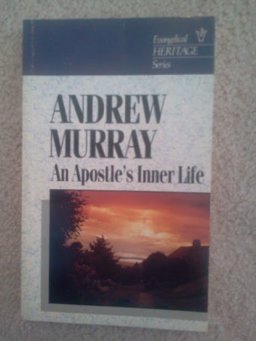 Evangelical
HERITAGE
Series
ANDREW
MURRAY
An Apostle's Inner Life